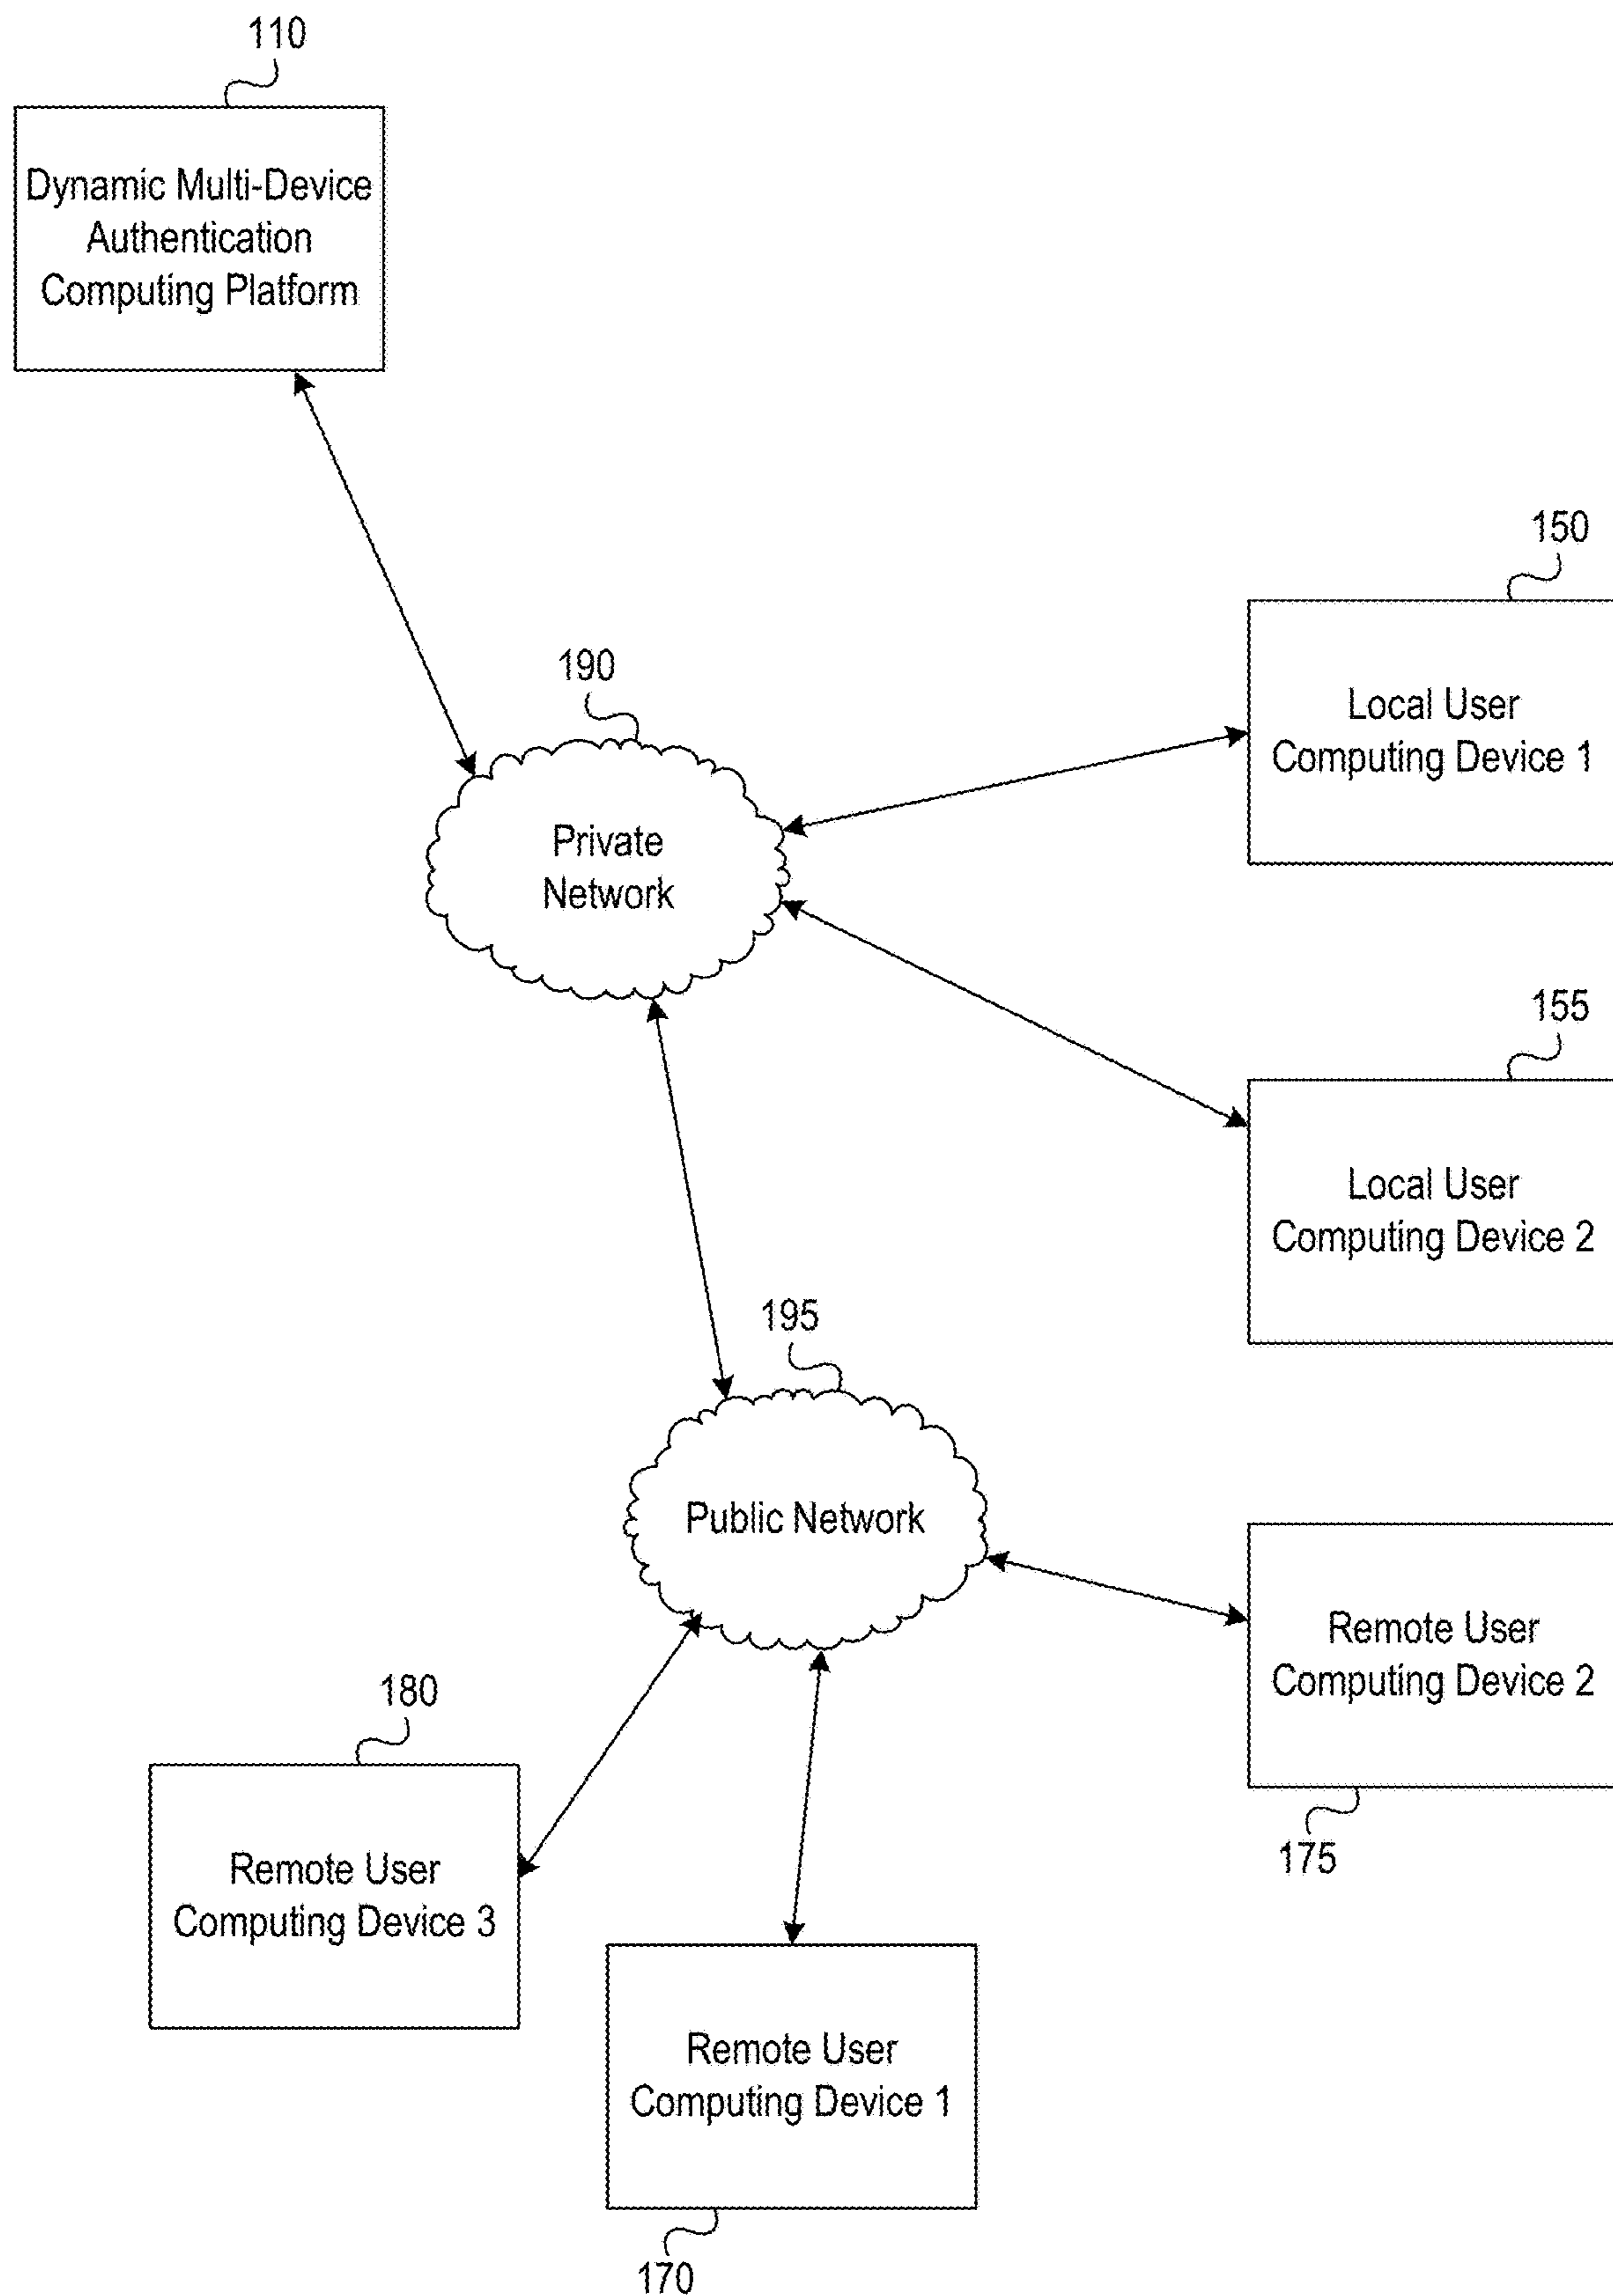 110
Dynamic Multi-Device
Authentication
Computing Platform
150
Local User
Computing Device 1
190
Private
Network
155
Local User
Computing Device 2
195
Public Network
Remote User
Computing Device 2
175
180
Remote User
Computing Device 3
Remote User
Computing Device 1
170